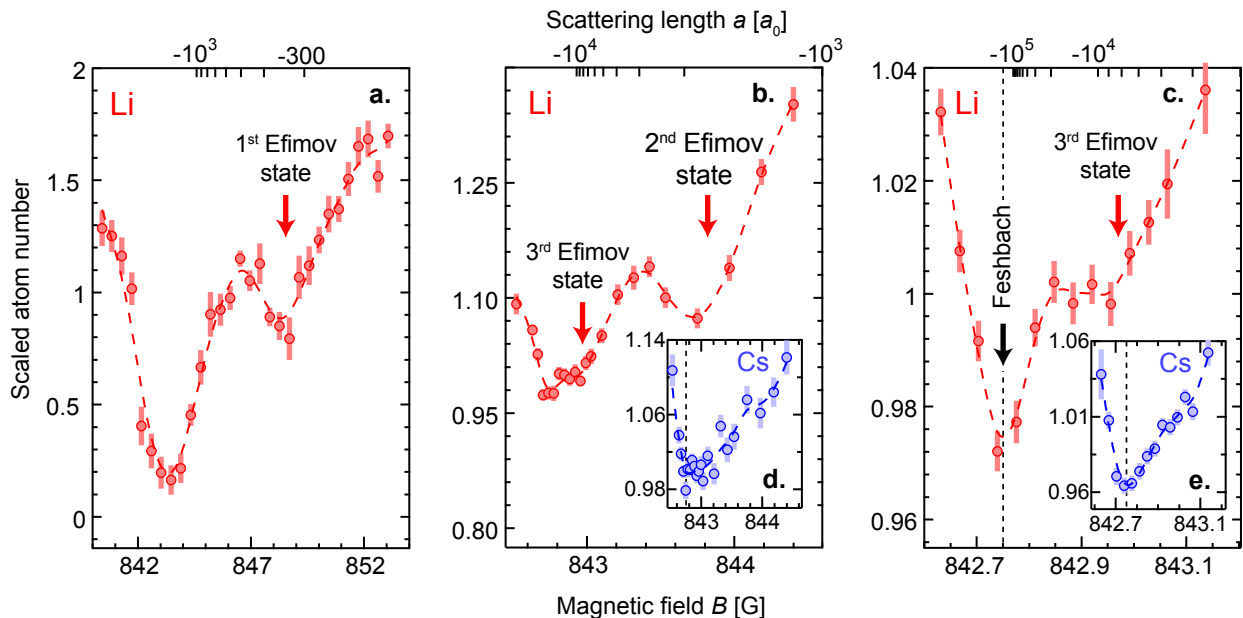 Scattering length a [a0]
-10^3 -300
-10^4 -10^3
-10^5 -10^4
Scaled atom number
2
1.5
1
0.5
0
Li
a.
1st Efimov
state
842 847 852
1.25
1.10
0.95
0.80
b.
Li
2nd Efimov
state
3rd Efimov
state
843 844
1.14
1.06
0.98
Cs
d.
843 844
1.04
1.02
1
0.98
0.96
Li
c.
3rd Efimov
state
Feshbach
842.7 842.9 843.1
1.06
1.01
0.96
Cs
e.
842.7 843.1
Magnetic field B [G]